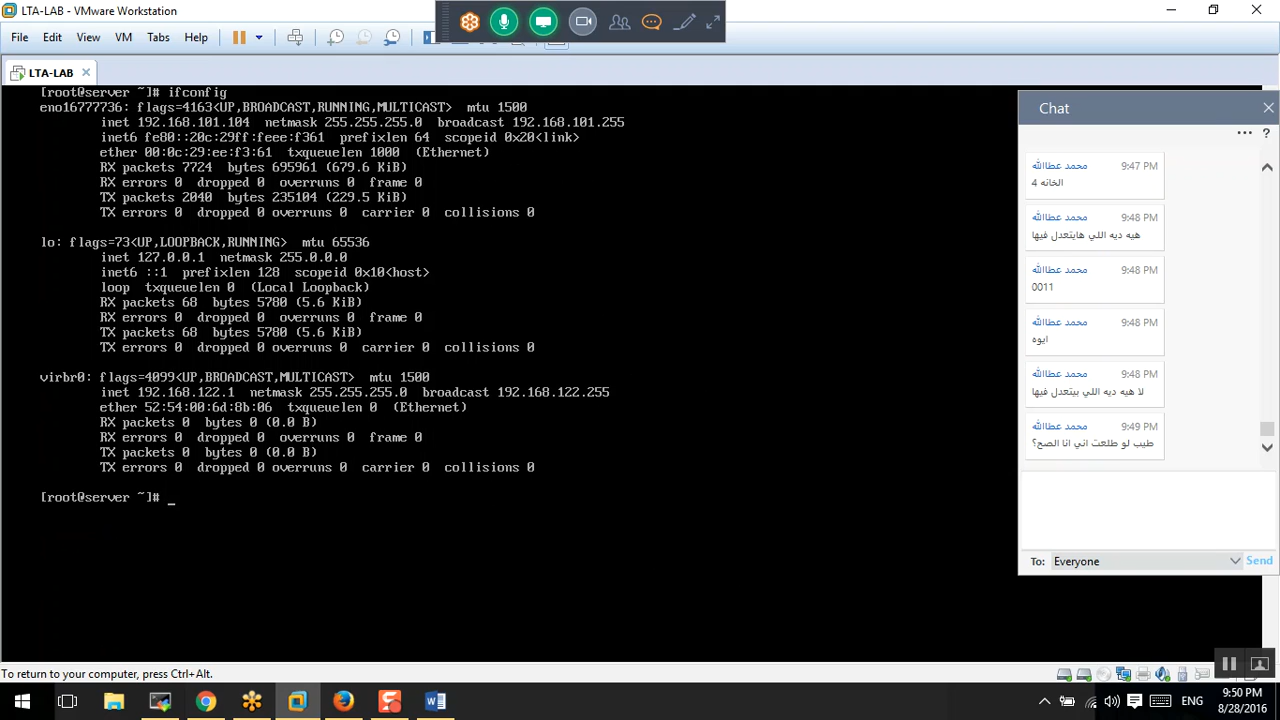 LTA-LAB - VMware Workstation
File Edit View VM Tabs Help
LTA-LAB
[root@server ~]# ifconfig
eno16777736: flags=4163<UP,BROADCAST,RUNNING,MULTICAST>  mtu 1500
inet 192.168.101.104  netmask 255.255.255.0  broadcast 192.168.101.255
inet6 fe80::20c:29ff:feee:f361  prefixlen 64  scopeid 0x20<link>
ether 00:0c:29:ee:f3:61  txqueuelen 1000  (Ethernet)
RX packets 7724  bytes 695961 (679.6 KiB)
RX errors 0  dropped 0  overruns 0  frame 0
TX packets 2040  bytes 235104 (229.5 KiB)
TX errors 0  dropped 0 overruns 0  carrier 0  collisions 0
lo: flags=73<UP,LOOPBACK,RUNNING>  mtu 65536
inet 127.0.0.1  netmask 255.0.0.0
inet6 ::1  prefixlen 128  scopeid 0x10<host>
loop  txqueuelen 0  (Local Loopback)
RX packets 68  bytes 5780 (5.6 KiB)
RX errors 0  dropped 0  overruns 0  frame 0
TX packets 68  bytes 5780 (5.6 KiB)
TX errors 0  dropped 0 overruns 0  carrier 0  collisions 0
virbr0: flags=4099<UP,BROADCAST,MULTICAST>  mtu 1500
inet 192.168.122.1  netmask 255.255.255.0  broadcast 192.168.122.255
ether 52:54:00:6d:8b:06  txqueuelen 0  (Ethernet)
RX packets 0  bytes 0 (0.0 B)
RX errors 0  dropped 0  overruns 0  frame 0
TX packets 0  bytes 0 (0.0 B)
TX errors 0  dropped 0 overruns 0  carrier 0  collisions 0
[root@server ~]# _
Chat
... ?
محمد عطاالله 9:47 PM
الخانه 4
محمد عطاالله 9:48 PM
هيه ديه اللي هايتعدل فيها
محمد عطاالله 9:48 PM
0011
محمد عطاالله 9:48 PM
ايوه
محمد عطاالله 9:48 PM
لا هيه ديه اللي بيتعدل فيها
محمد عطاالله 9:49 PM
طيب لو طلعت اني انا الصح؟
To: Everyone Send
To return to your computer, press Ctrl+Alt.
ENG
9:50 PM
8/28/2016